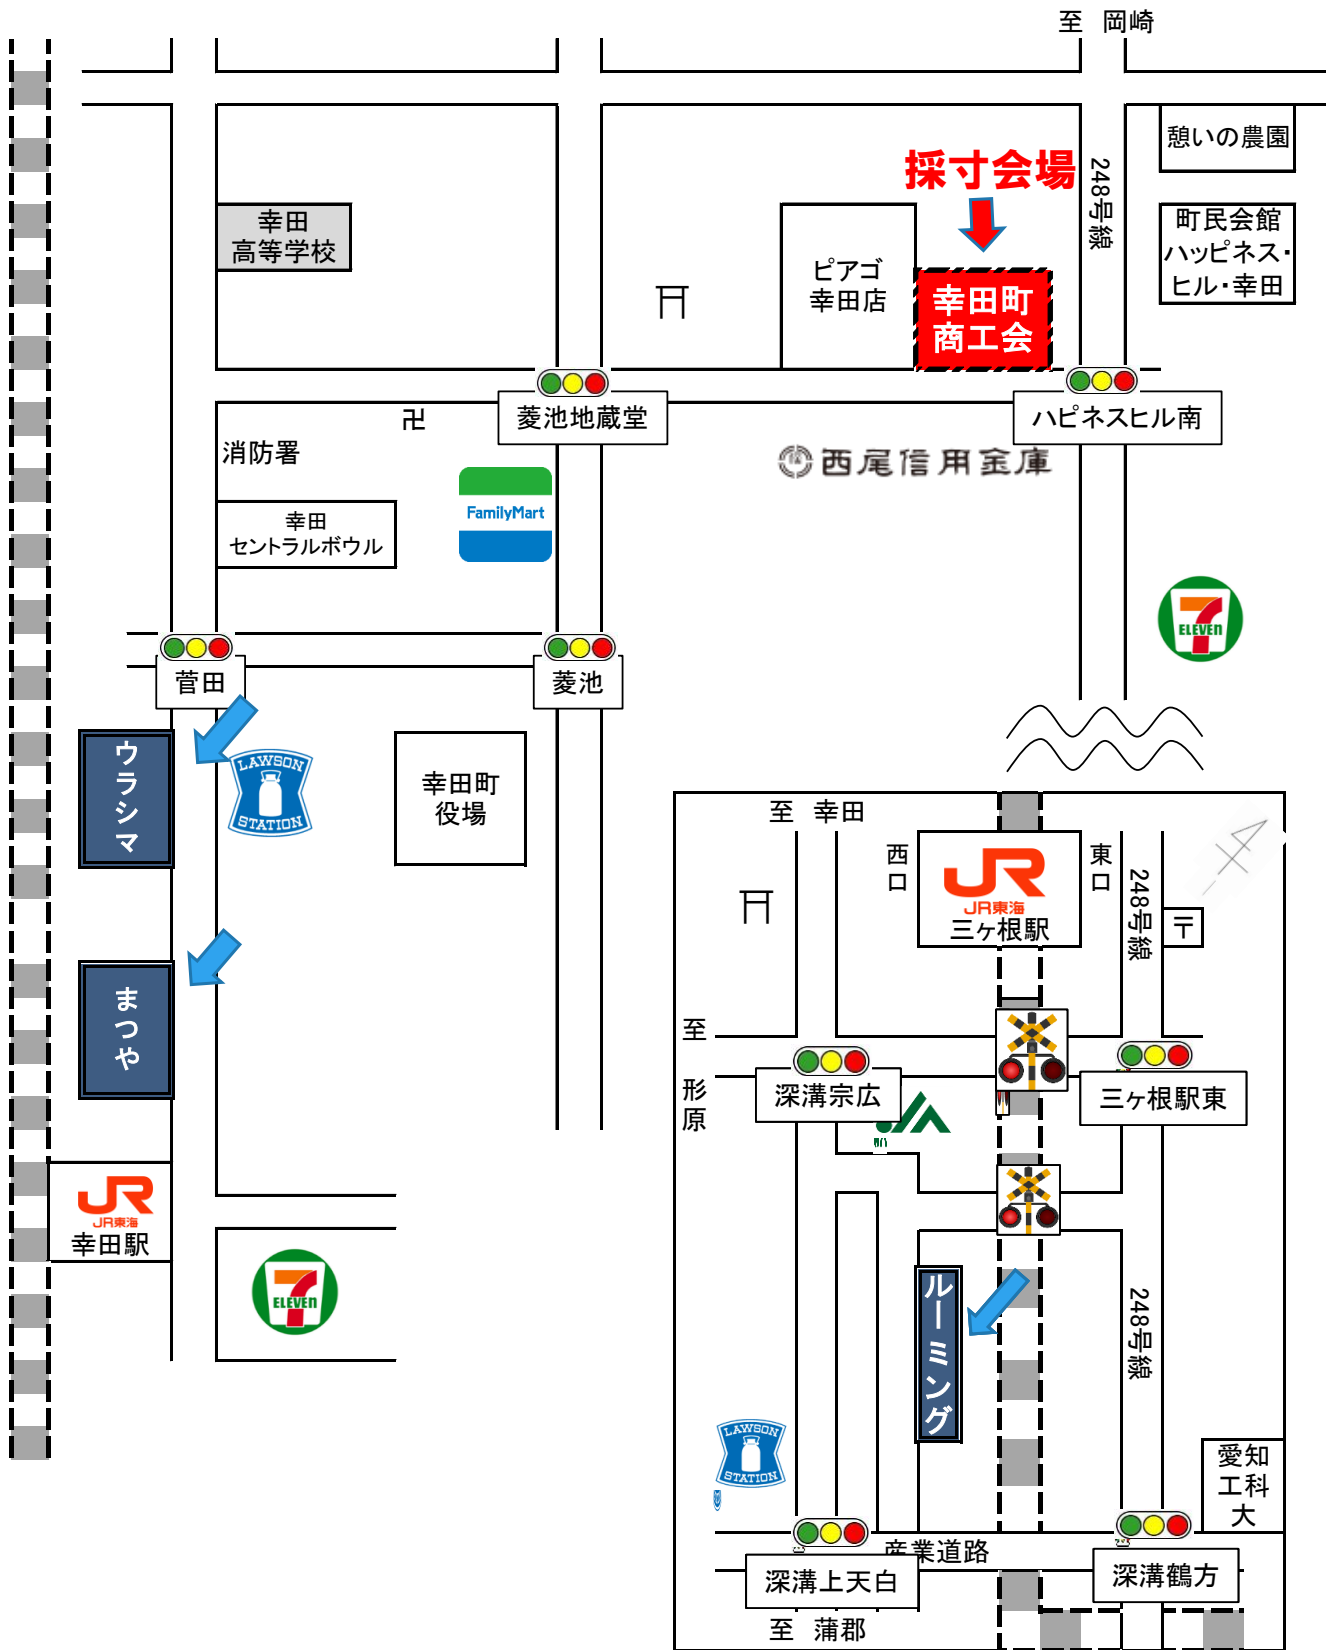 至 岡崎
憩いの農園
採寸会場
248号線
幸田
高等学校
町民会館
ハッピネス・
ヒル・幸田
ピアゴ
幸田店
幸田町
商工会
菱池地蔵堂
ハピネスヒル南
卍
消防署
西尾信用金庫
FamilyMart
幸田
セントラルボウル
7
ELEVEn
菅田
菱池
ウラシマ
LAWSON
STATION
幸田町
役場
至 幸田
西口
JR
JR東海
三ヶ根駅
東口
248号線
〒
まつや
至
形原
深溝宗広
三ヶ根駅東
JA
JR
JR東海
幸田駅
7
ELEVEn
ルーミング
248号線
LAWSON
STATION
愛知
工科
大
産業道路
深溝上天白
深溝鶴方
至 蒲郡